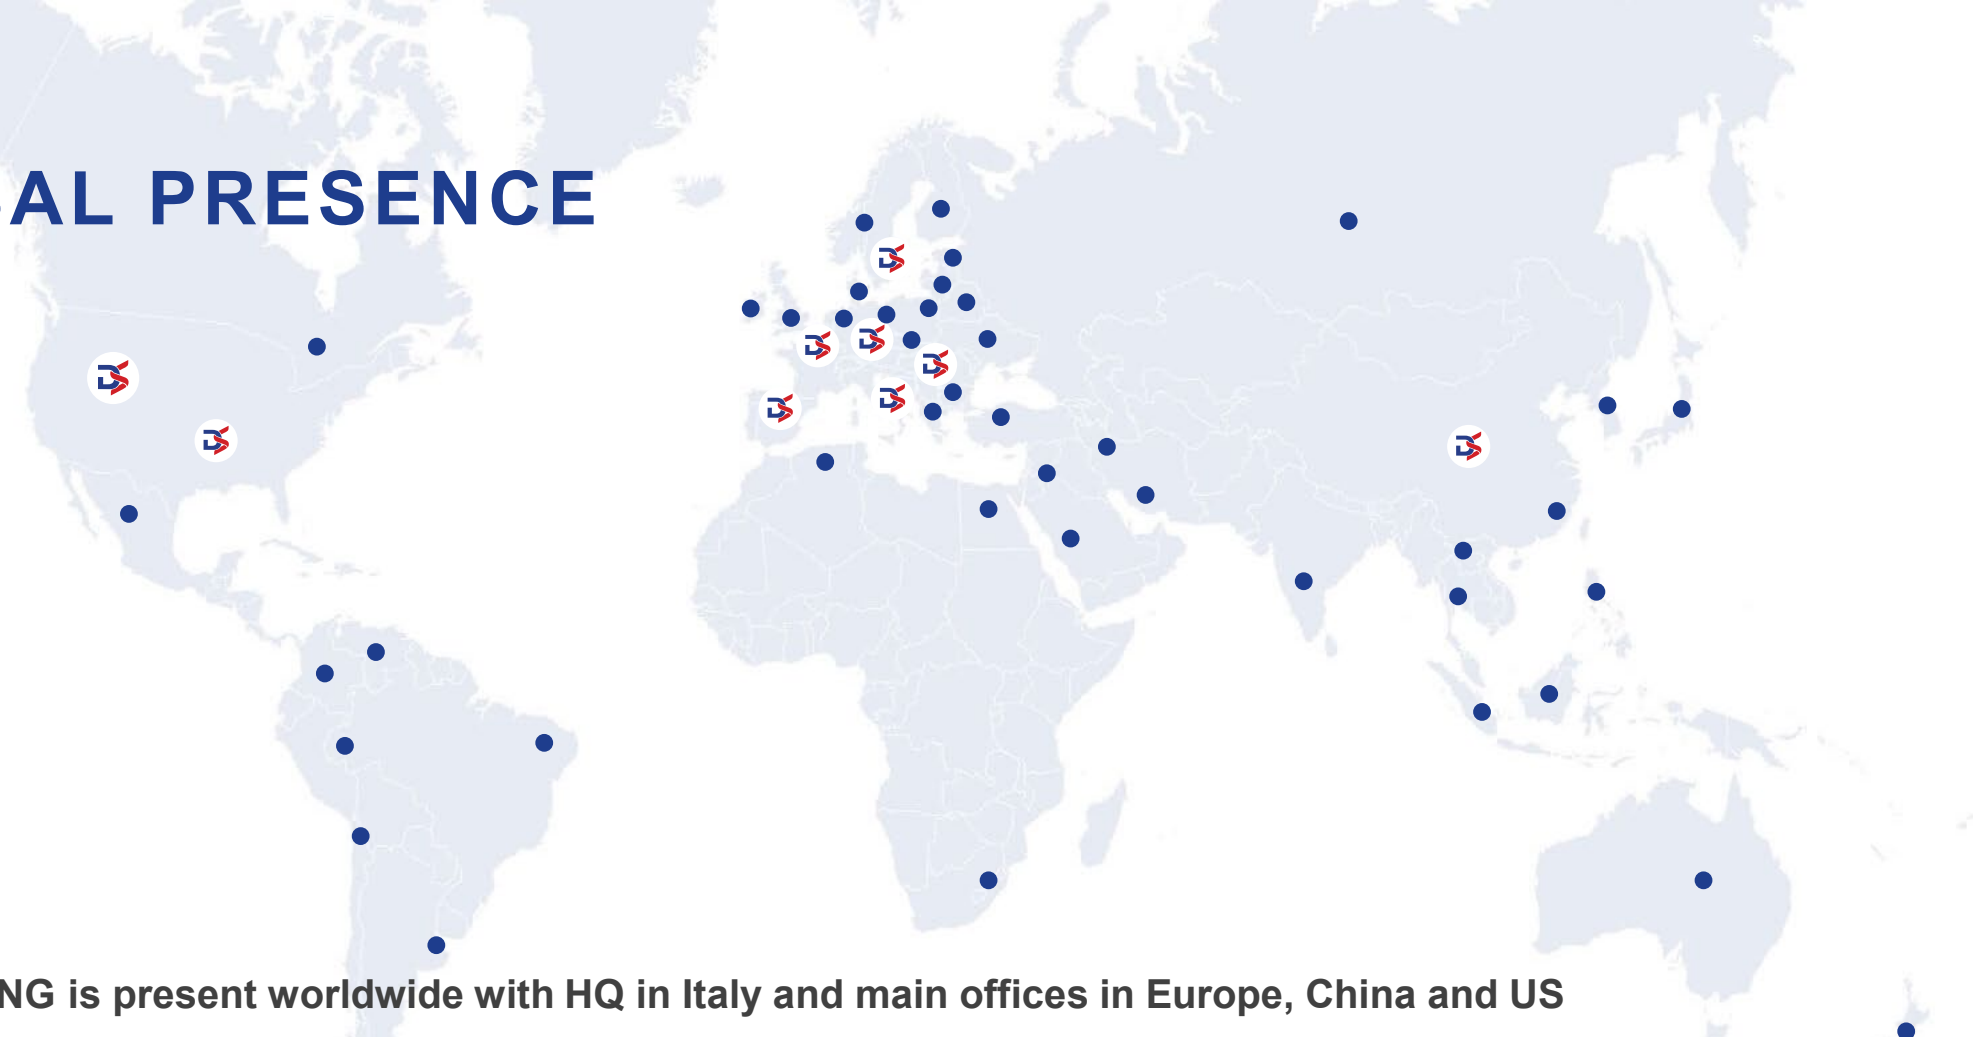 AL PRESENCE
NG is present worldwide with HQ in Italy and main offices in Europe, China and US